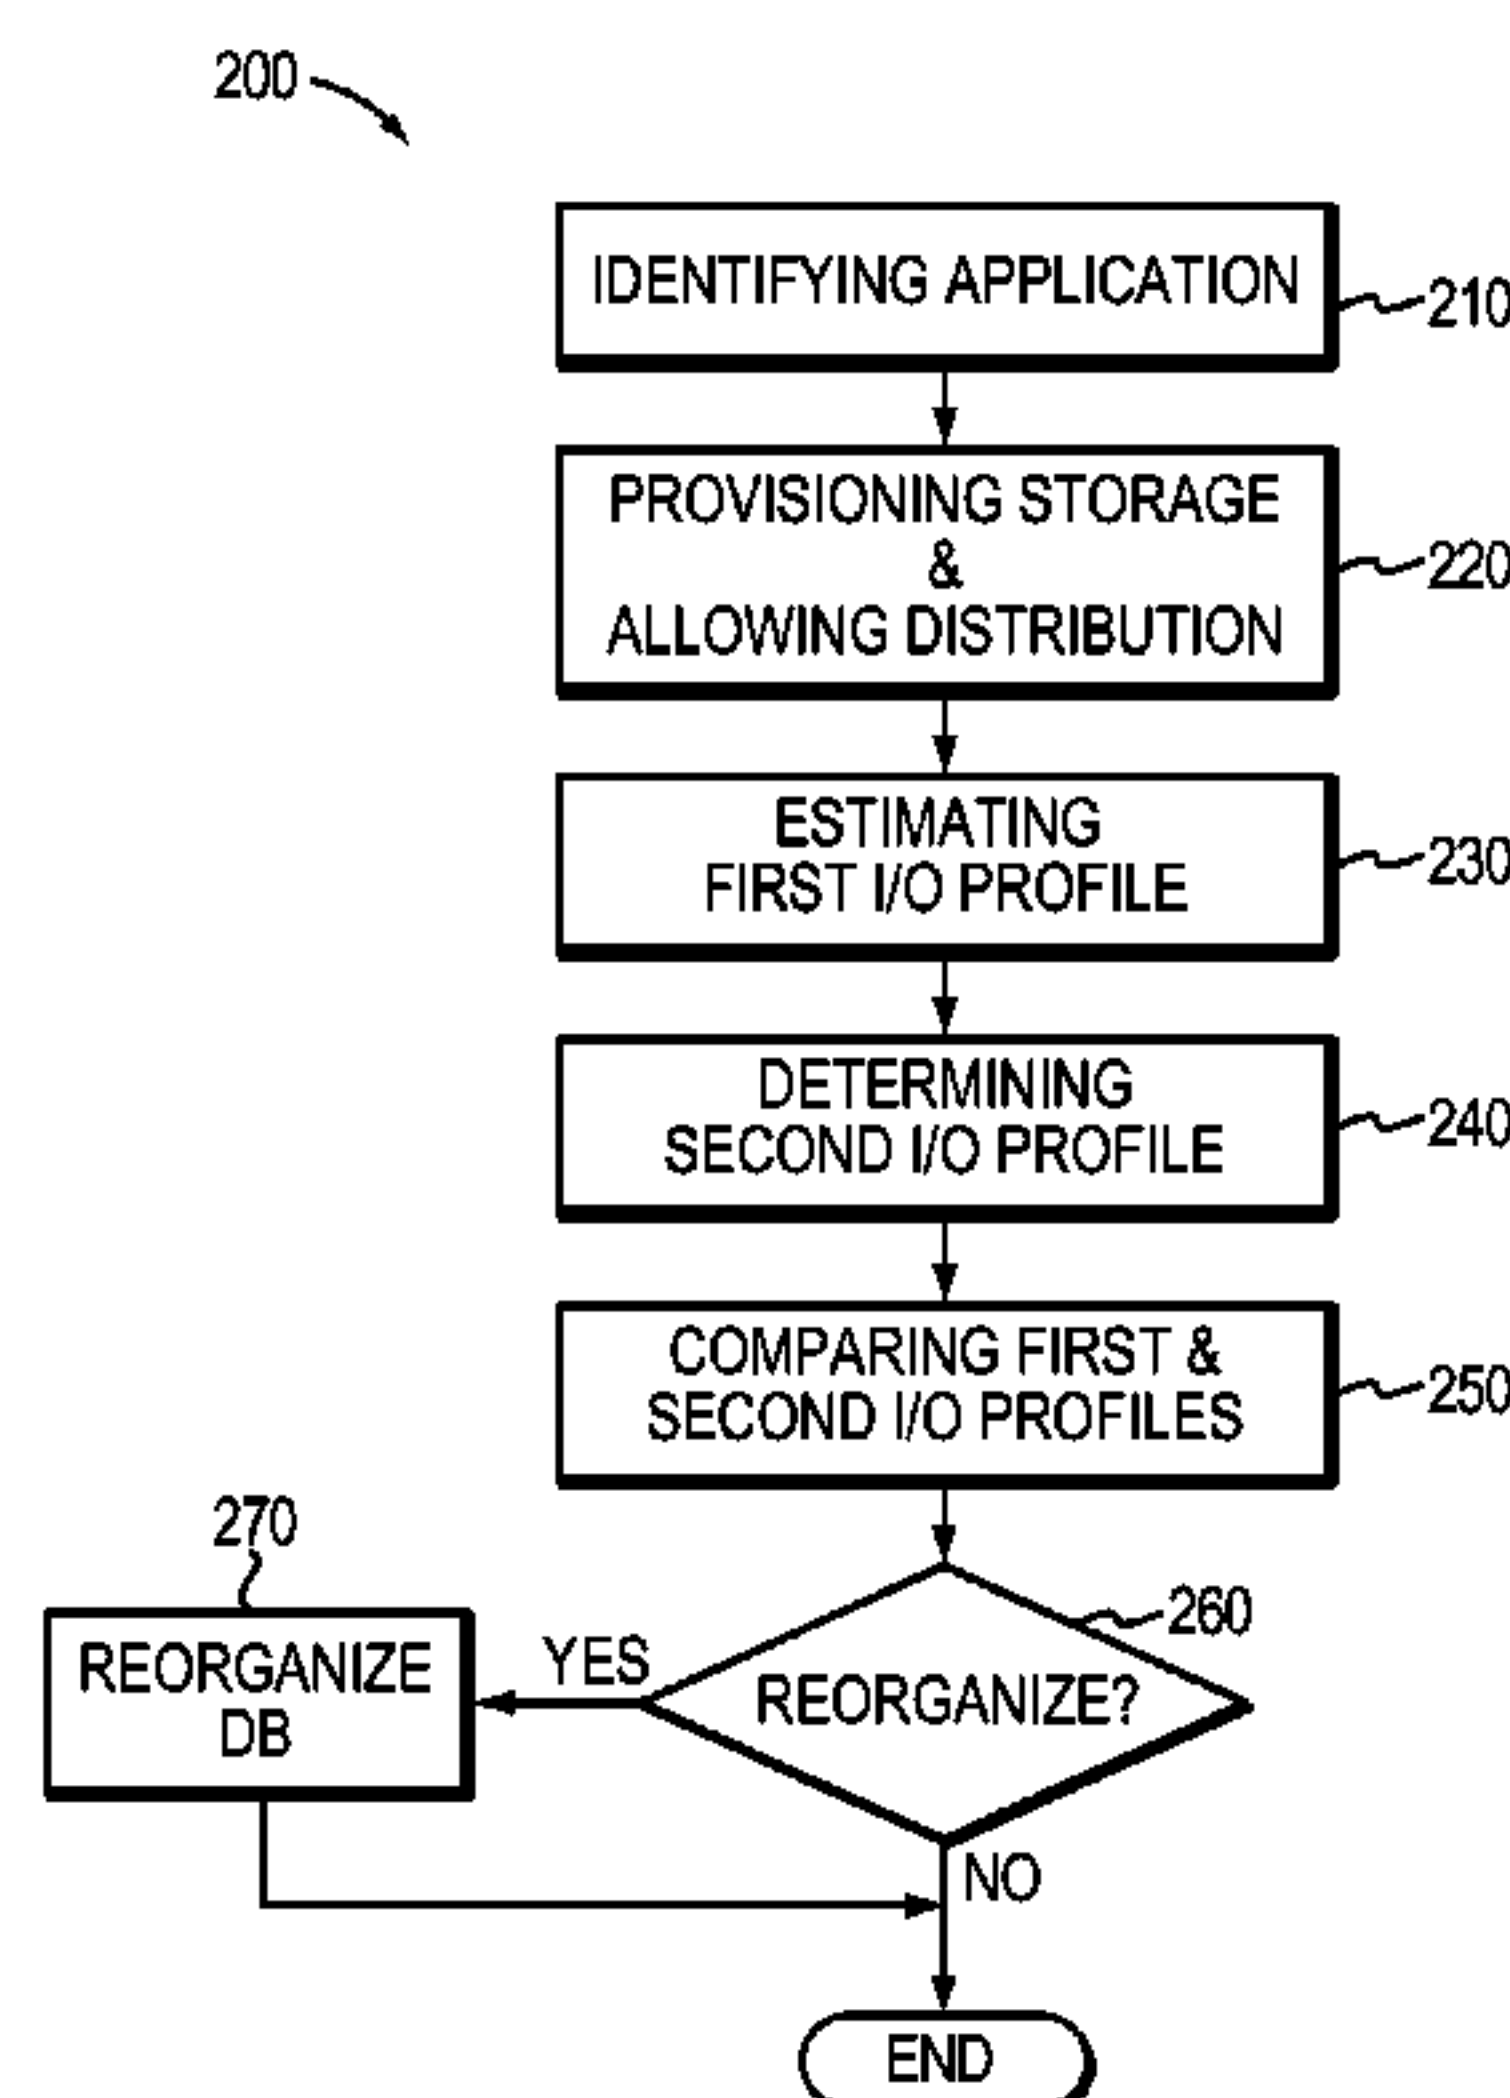 200
IDENTIFYING APPLICATION
210
PROVISIONING STORAGE
&
ALLOWING DISTRIBUTION
220
ESTIMATING
FIRST I/O PROFILE
230
DETERMINING
SECOND I/O PROFILE
240
COMPARING FIRST &
SECOND I/O PROFILES
250
270
REORGANIZE
DB
YES
REORGANIZE?
260
NO
END